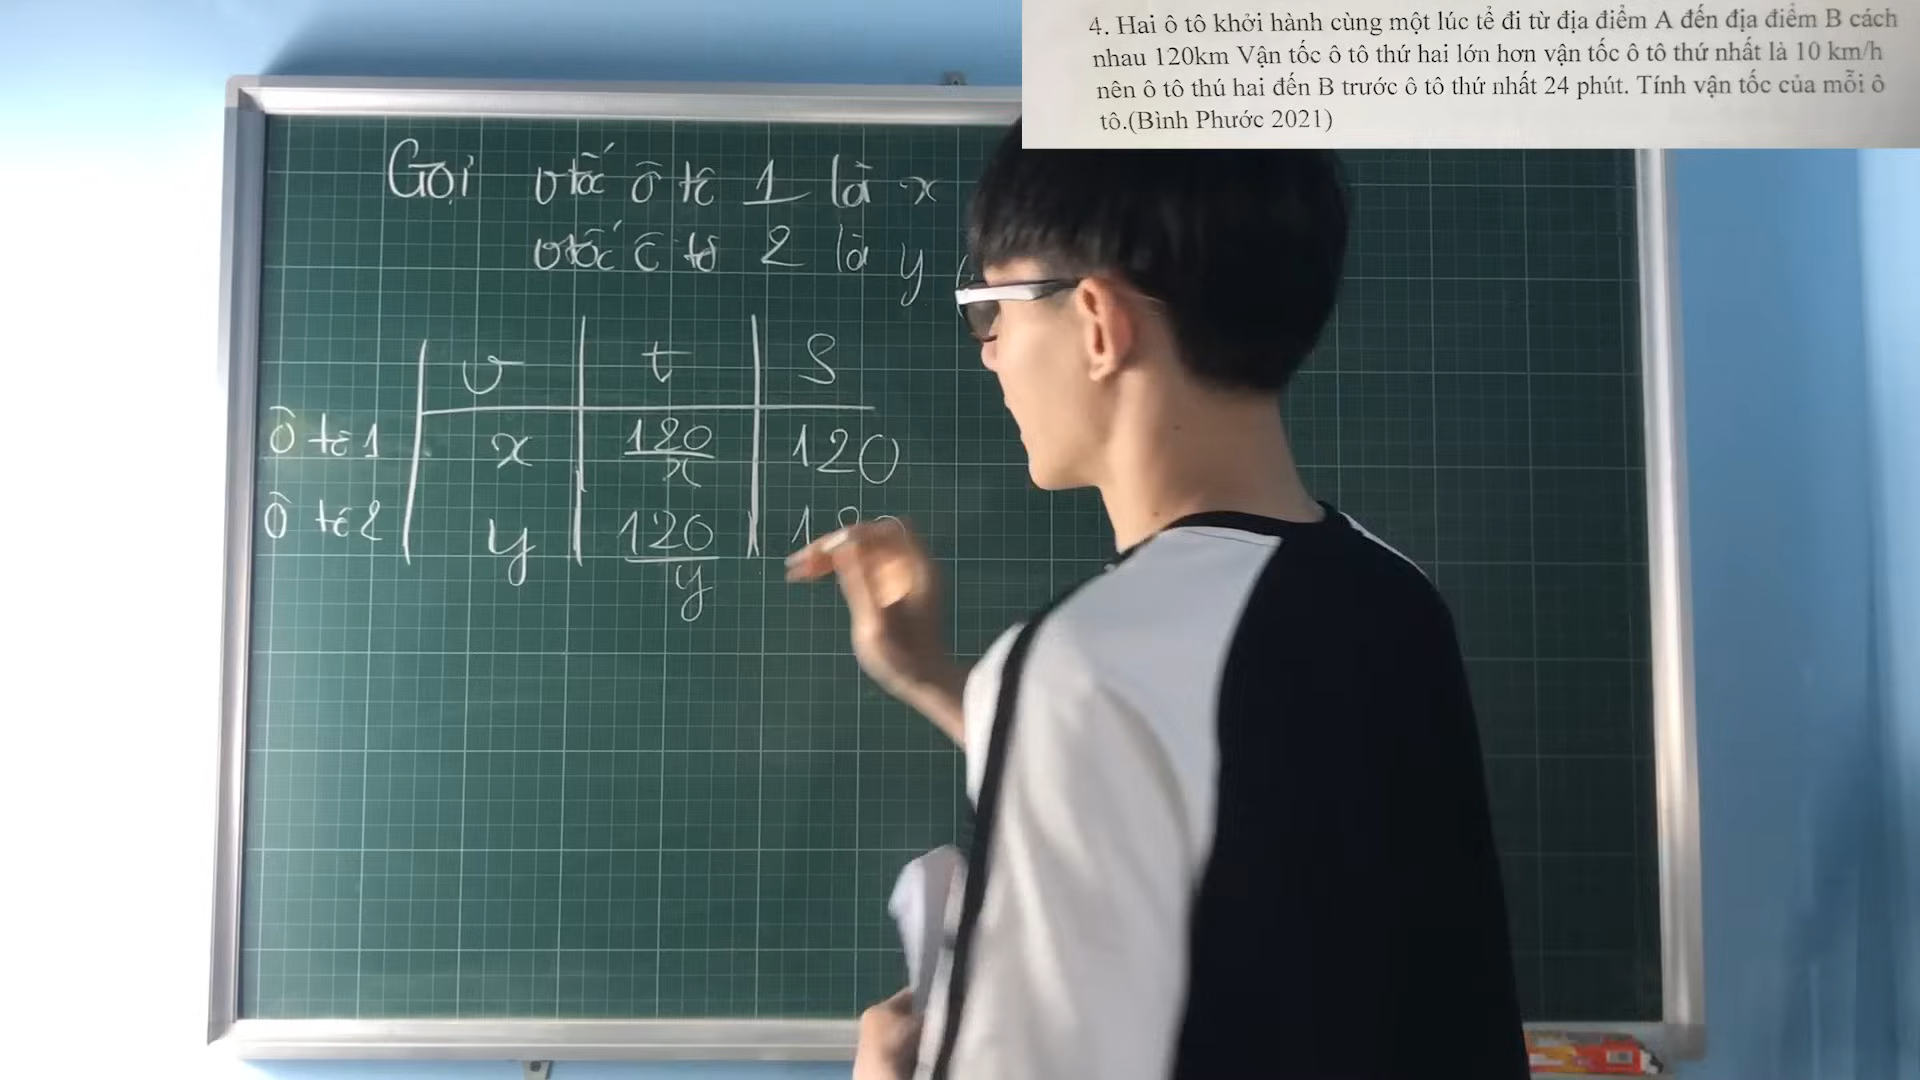 4. Hai ô tô khởi hành cùng một lúc tể đi từ địa điểm A đến địa điểm B cách
nhau 120km Vận tốc ô tô thứ hai lớn hơn vận tốc ô tô thứ nhất là 10 km/h
nên ô tô thú hai đến B trước ô tô thứ nhất 24 phút. Tính vận tốc của mỗi ô
tô.(Bình Phước 2021)
Gọi vtốc ô tô 1 là x
vtốc ô tô 2 là y (
v t S
Ô tô 1 x 120/x 120
Ô tô 2 y 120/y